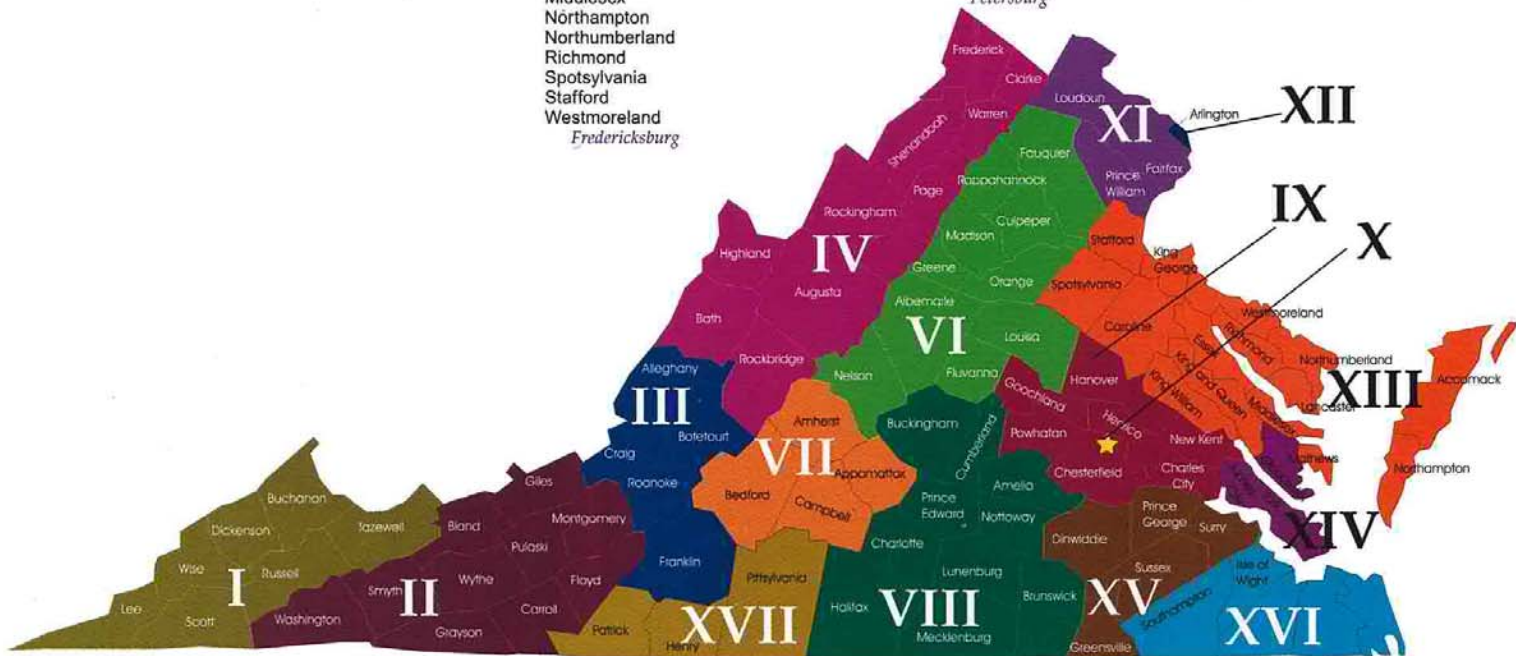 Middlesex
Northampton
Northumberland
Richmond
Spotsylvania
Stafford
Westmoreland
Fredericksburg
Petersburg
Frederick
Clarke
Loudoun
XI
Arlington
XII
Warren
Shenandoah
Fauquier
Fairfax
Prince
William
Rappahannock
Page
IX
Rockingham
Culpeper
Madison
Stafford
X
Highland
IV
King
George
Greene
Orange
Spotsylvania
Augusta
Albemarle
Westmoreland
Bath
VI
Louisa
Caroline
Essex
Richmond
Rockbridge
Northumberland
Alleghany
Nelson
Fluvanna
Hanover
King and Queen
King William
XIII
Accomack
Goochland
Middlesex
Lancaster
III
Amherst
Buckingham
Cumberland
Henrico
Botetourt
Powhatan
New Kent
Craig
VII
Appomattox
Mathews
Roanoke
Chesterfield
Charles
City
Northampton
Giles
Bedford
Amelia
Buchanan
Campbell
Prince
Edward
Nottoway
Prince
George
Dickenson
Tazewell
Bland
Montgomery
Dinwiddie
Surry
XIV
Charlotte
Pulaski
Wise
Russell
Franklin
Sussex
Isle of
Wight
I
Smyth
Wythe
Floyd
Pittsylvania
Lunenburg
Lee
II
Brunswick
XV
Scott
Washington
Carroll
Halifax
VIII
Southampton
XVI
Grayson
Patrick
XVII
Henry
Mecklenburg
Greensville